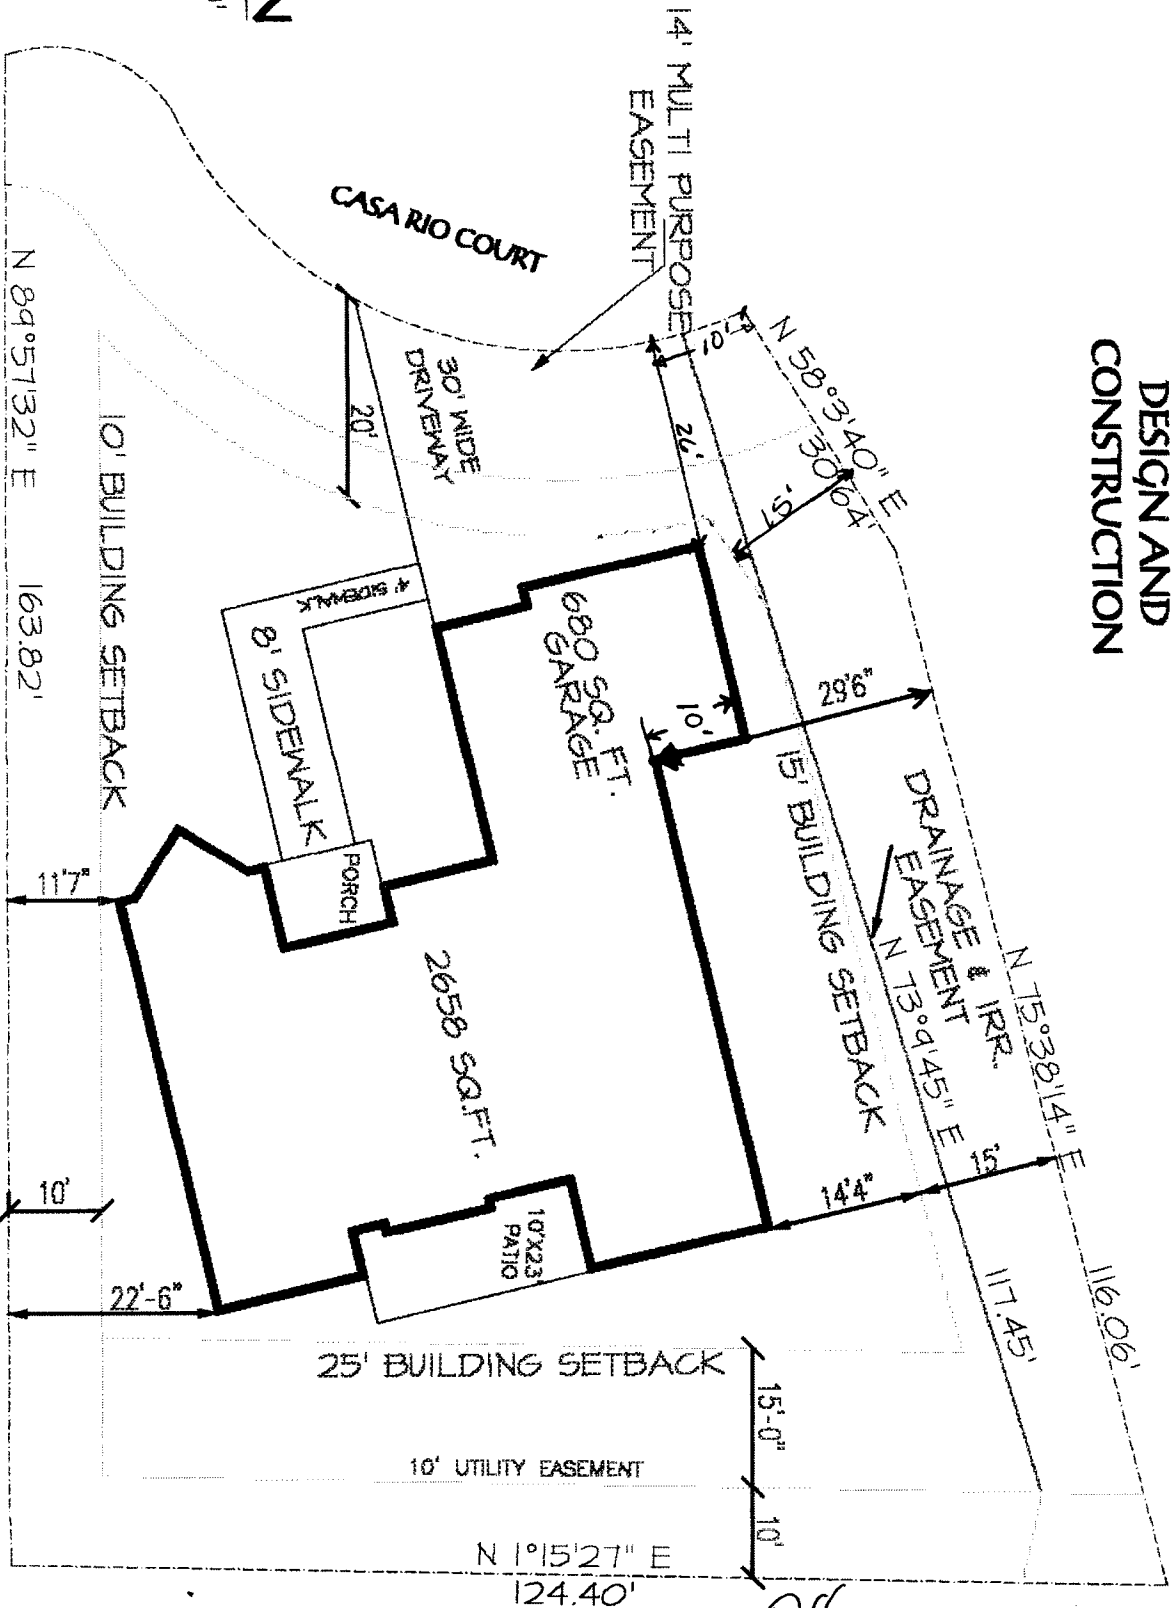 DESIGN AND
CONSTRUCTION
14' MULTI PURPOSE
EASEMENT
CASA RIO COURT
N 58°3'40" E
30.64'
10'
26'
15'
30' WIDE
DRIVEWAY
20'
N 89°57'32" E 163.82'
10' BUILDING SETBACK
4' SIDEWALK
8' SIDEWALK
680 SQ. FT.
GARAGE
10'
29'6"
15' BUILDING SETBACK
DRAINAGE & IRR.
EASEMENT
N 73°9'45" E
117.45'
N 75°38'14" E
116.06'
PORCH
11'7"
2658 SQ.FT.
15'
14'4"
10'
10'X23'
PATIO
22'-6"
25' BUILDING SETBACK
15'-0"
10' UTILITY EASEMENT
10'
N 1°15'27" E
124.40'